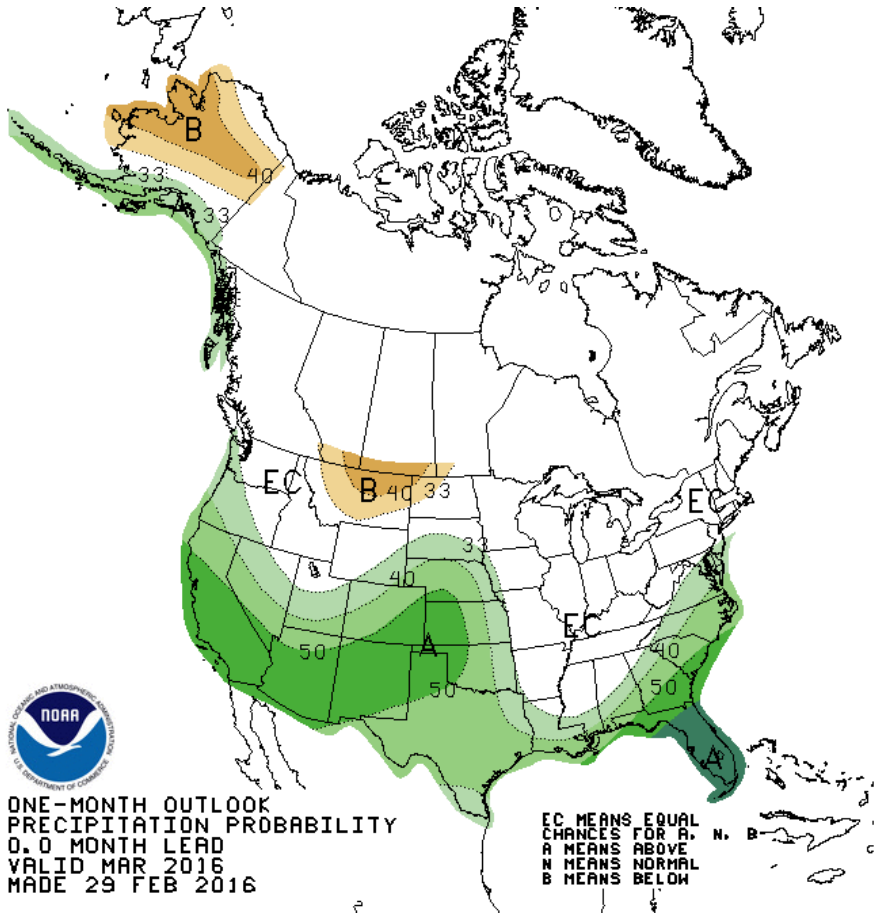 B
40
33
33
A
EC
B
40
33
EC
33
40
EC
A
50
40
50
50
A
NOAA
NATIONAL OCEANIC AND ATMOSPHERIC ADMINISTRATION
U.S. DEPARTMENT OF COMMERCE
ONE-MONTH OUTLOOK
PRECIPITATION PROBABILITY
0.0 MONTH LEAD
VALID MAR 2016
MADE 29 FEB 2016
EC MEANS EQUAL
CHANCES FOR A, N, B
A MEANS ABOVE
N MEANS NORMAL
B MEANS BELOW